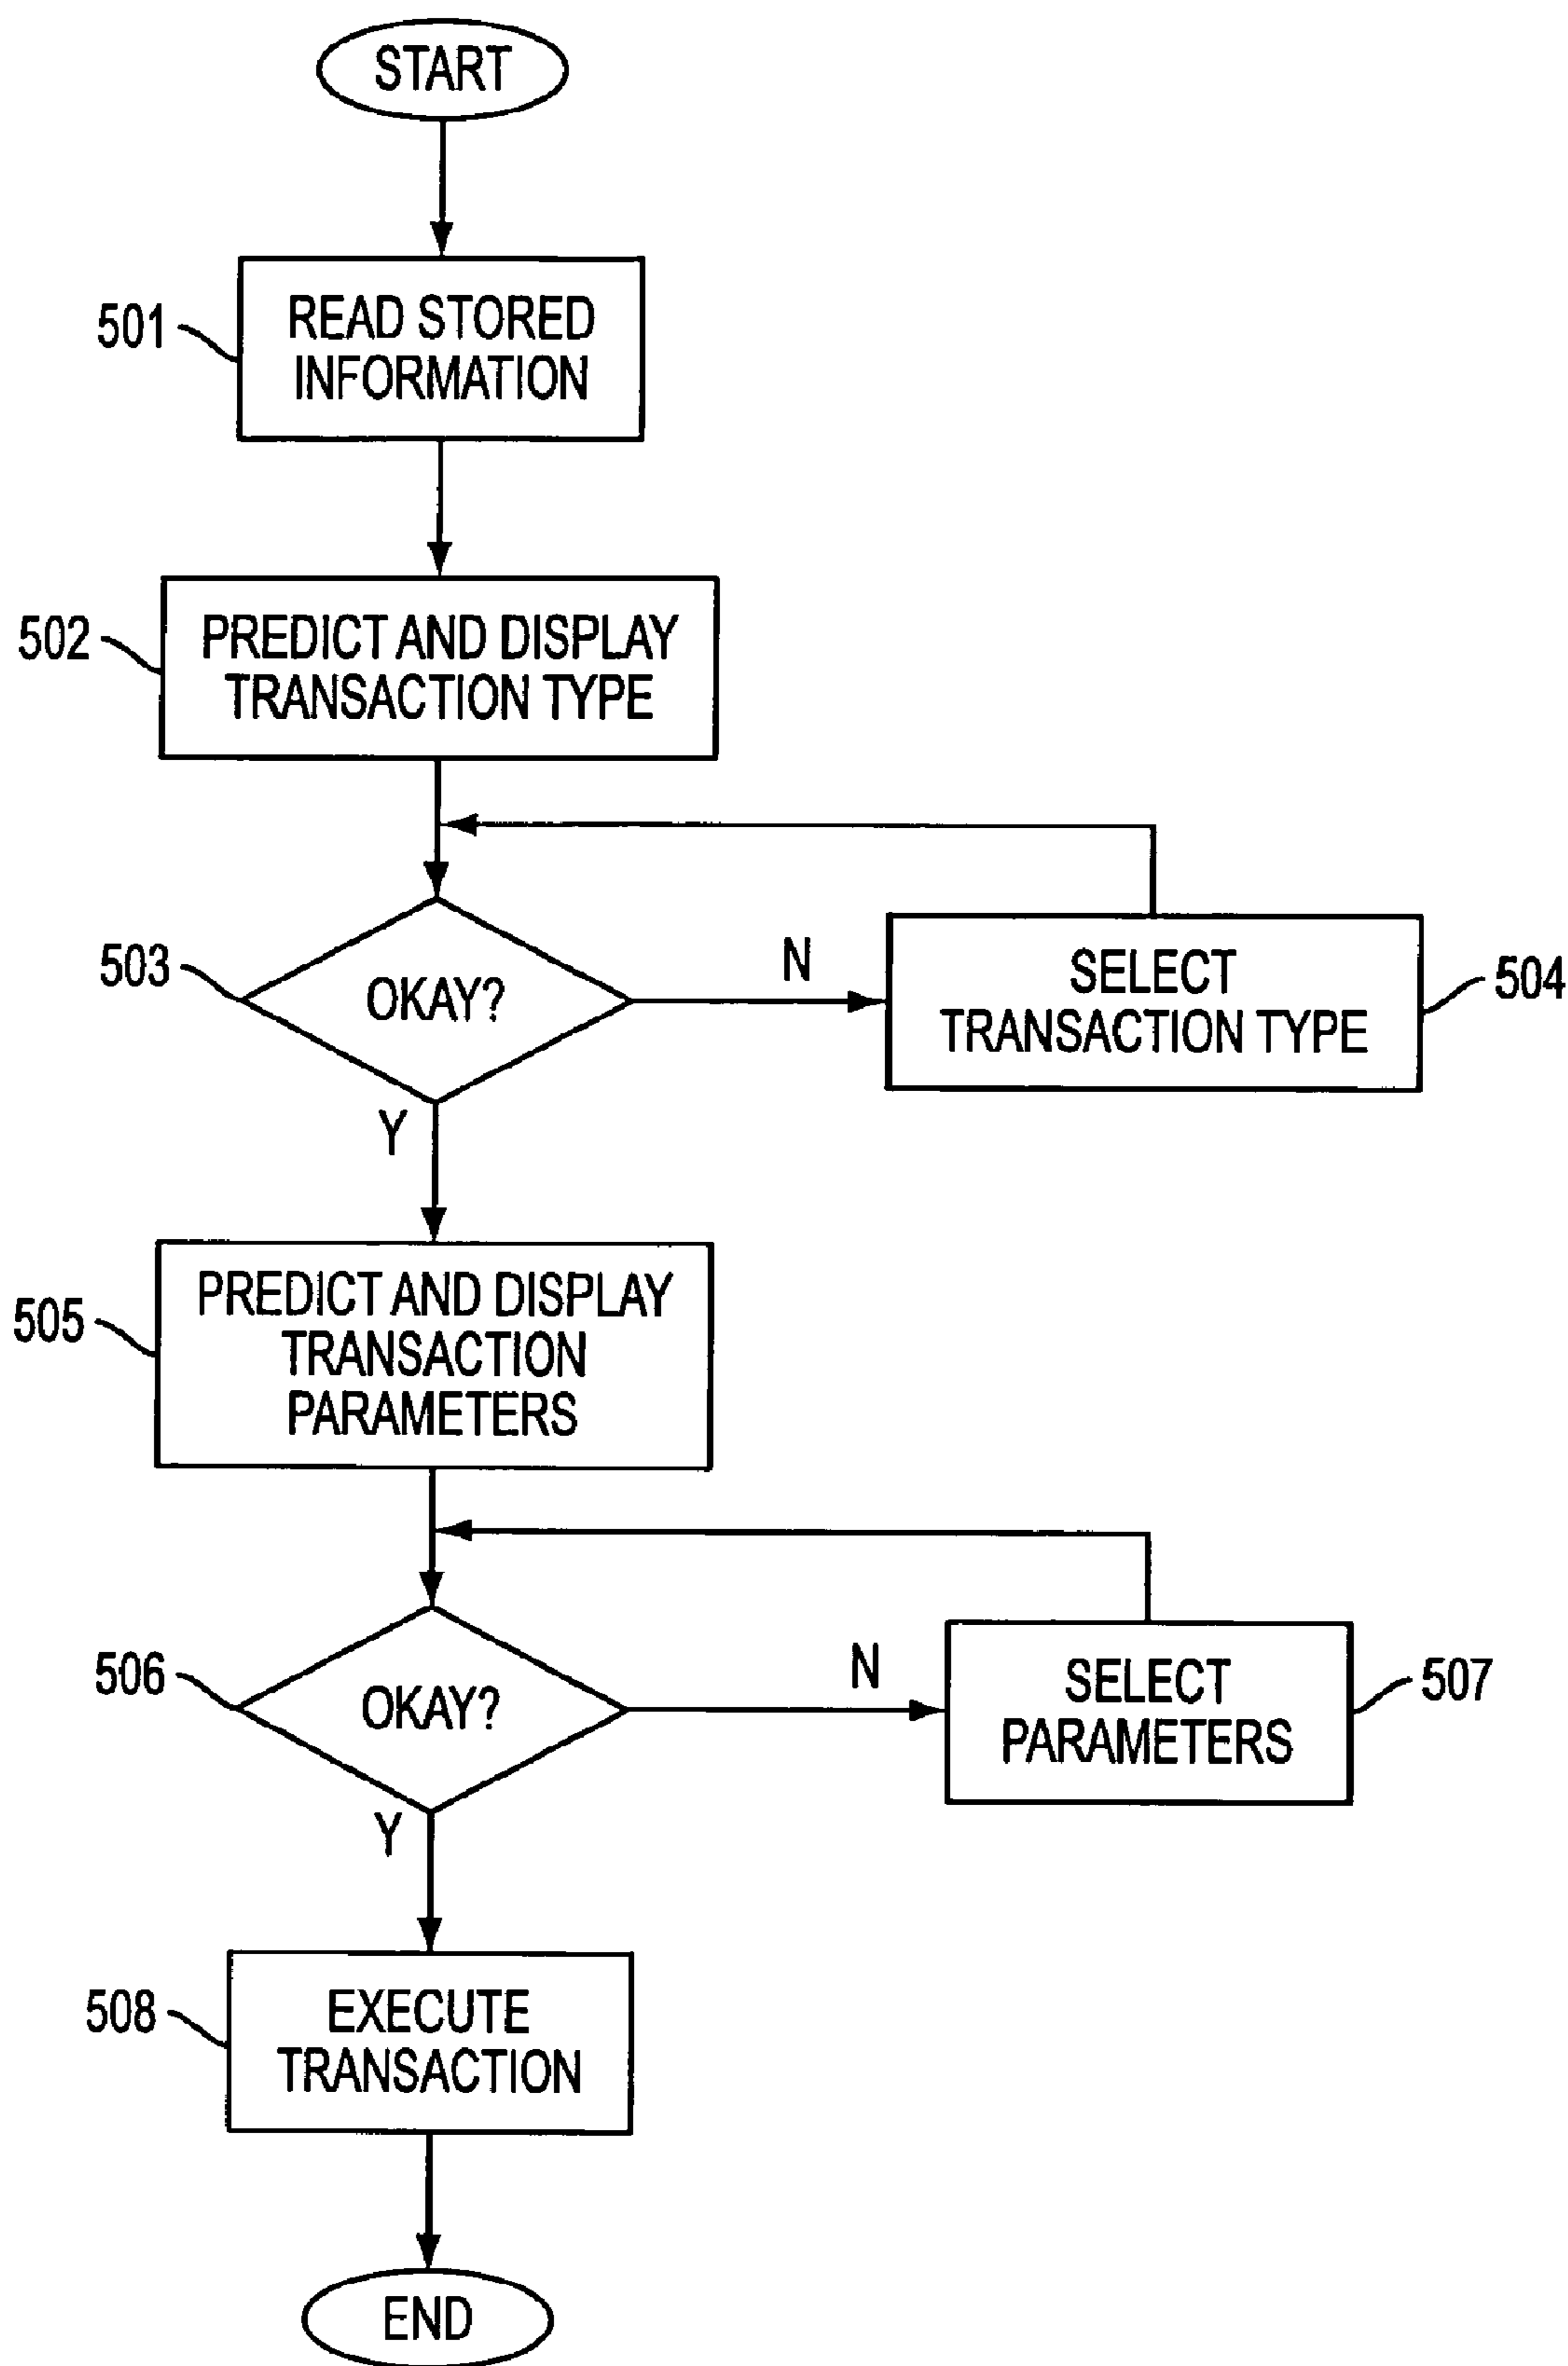 START
501
READ STORED
INFORMATION
502
PREDICT AND DISPLAY
TRANSACTION TYPE
503
OKAY?
N
SELECT
TRANSACTION TYPE
504
Y
505
PREDICT AND DISPLAY
TRANSACTION
PARAMETERS
506
OKAY?
N
SELECT
PARAMETERS
507
Y
508
EXECUTE
TRANSACTION
END